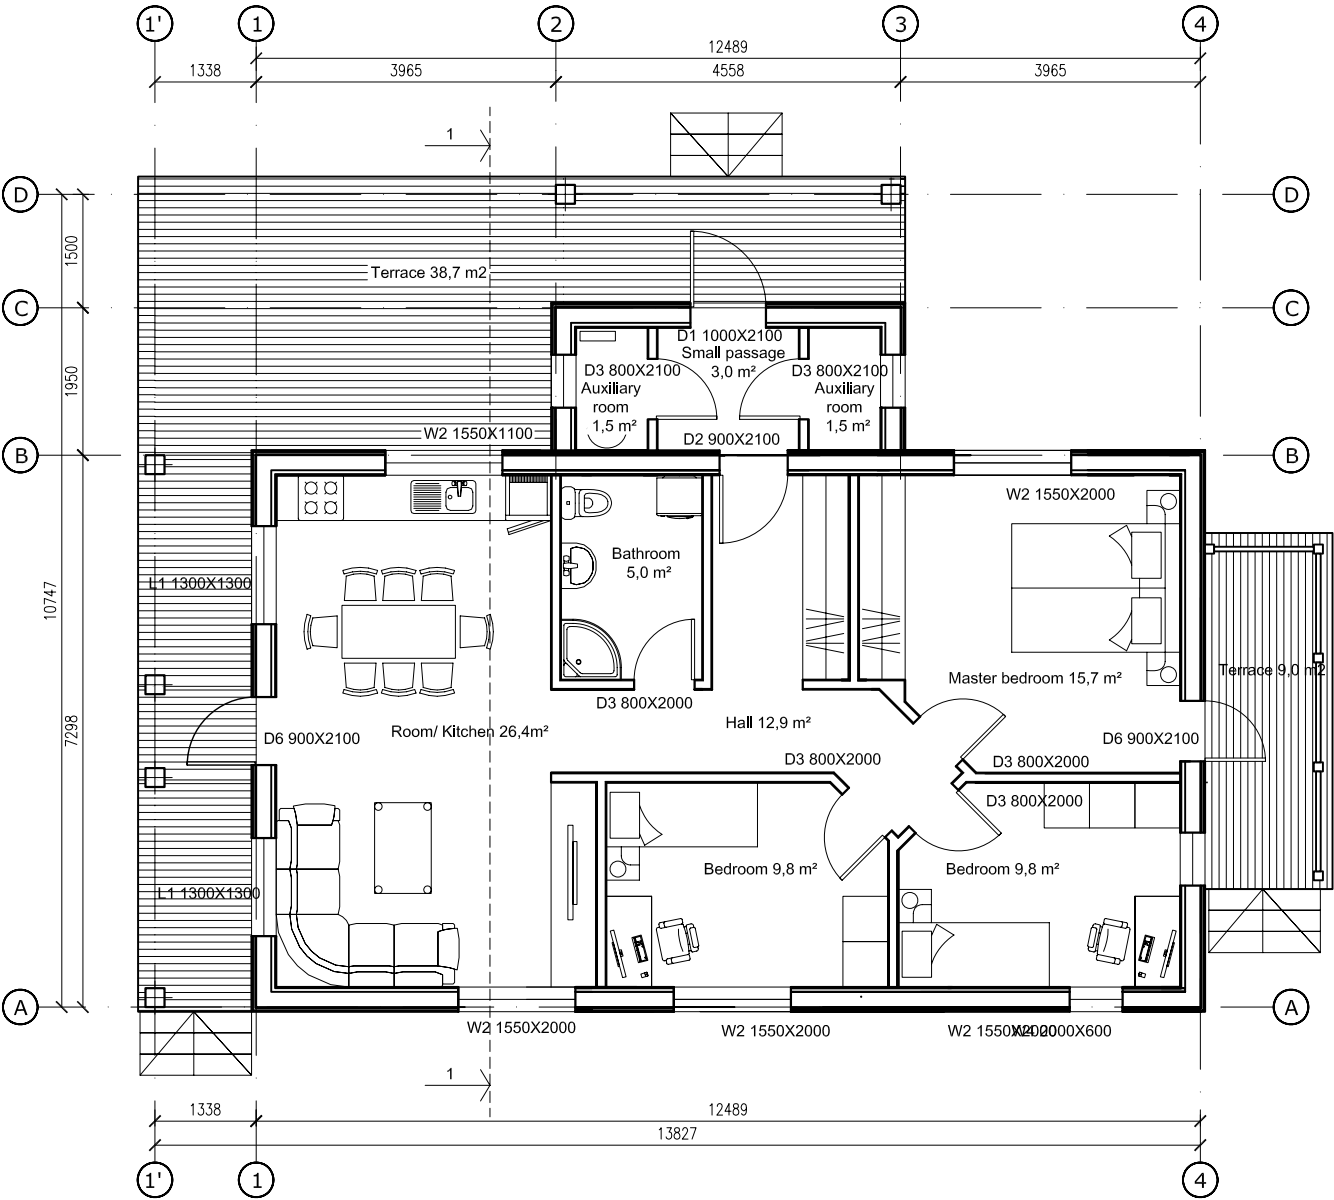 1'
1
2
3
4
12489
1338
3965
4558
3965
1
D
D
1500
Terrace 38,7 m2
C
C
D1 1000X2100
Small passage
3,0 m²
D3 800X2100
Auxiliary
room
1,5 m²
D3 800X2100
Auxiliary
room
1,5 m²
1950
W2 1550X1100
D2 900X2100
B
B
W2 1550X2000
Bathroom
5,0 m²
L1 1300X1300
10747
Terrace 9,0 m2
Master bedroom 15,7 m²
D3 800X2000
7298
Room/ Kitchen 26,4m²
Hall 12,9 m²
D6 900X2100
D6 900X2100
D3 800X2000
D3 800X2000
D3 800X2000
Bedroom 9,8 m²
Bedroom 9,8 m²
L1 1300X1300
A
A
W2 1550X2000
W2 1550X2000
W2 1550X2000
W4 2000X600
1
1338
12489
13827
1'
1
4